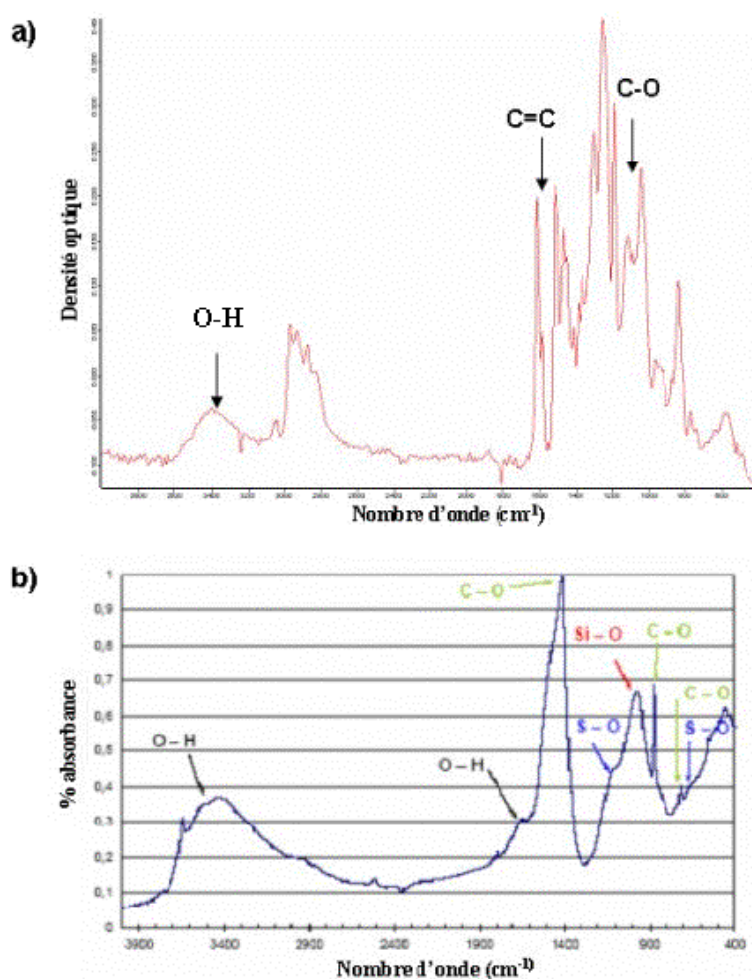 a)
C-O
C=C
O-H
Densité optique
Nombre d'onde (cm-1)
b)
1
0,9
0,8
0,7
0,6
0,5
0,4
0,3
0,2
0,1
0
C – O
Si – O
C – O
C – O
S – O
S – O
O – H
O – H
% absorbance
3900 3400 2900 2400 1900 1400 900 400
Nombre d'onde (cm-1)